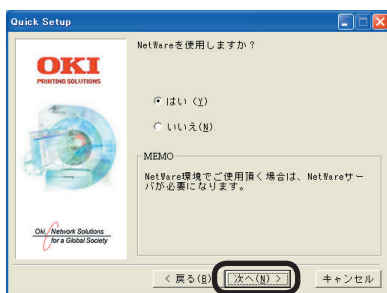 Quick Setup
OKI
PRINTING SOLUTIONS
Oki, Network Solutions
for a Global Society
NetWareを使用しますか？
はい (Y)
いいえ(N)
MEMO
NetWare環境でご使用頂く場合は、NetWareサー
バが必要になります。
< 戻る(B)
次へ(N) >
キャンセル